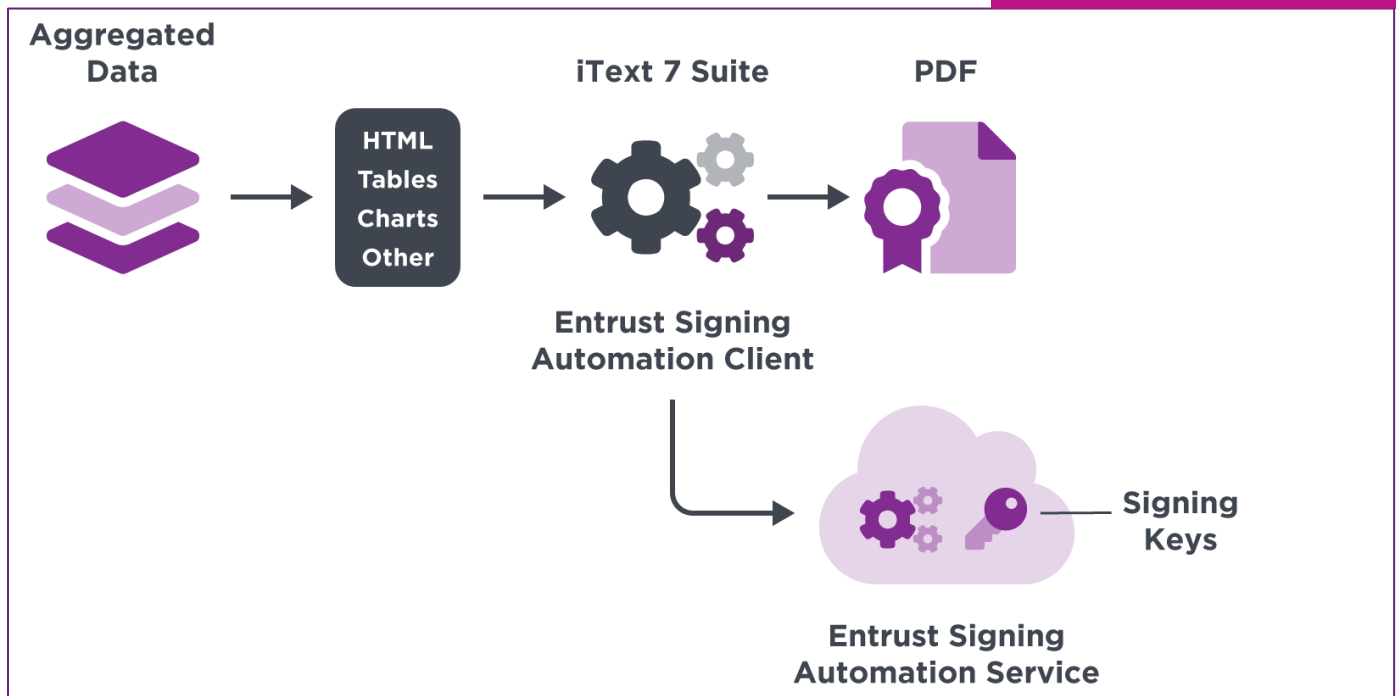 Aggregated
Data
iText 7 Suite
PDF
HTML
Tables
Charts
Other
Entrust Signing
Automation Client
Signing
Keys
Entrust Signing
Automation Service